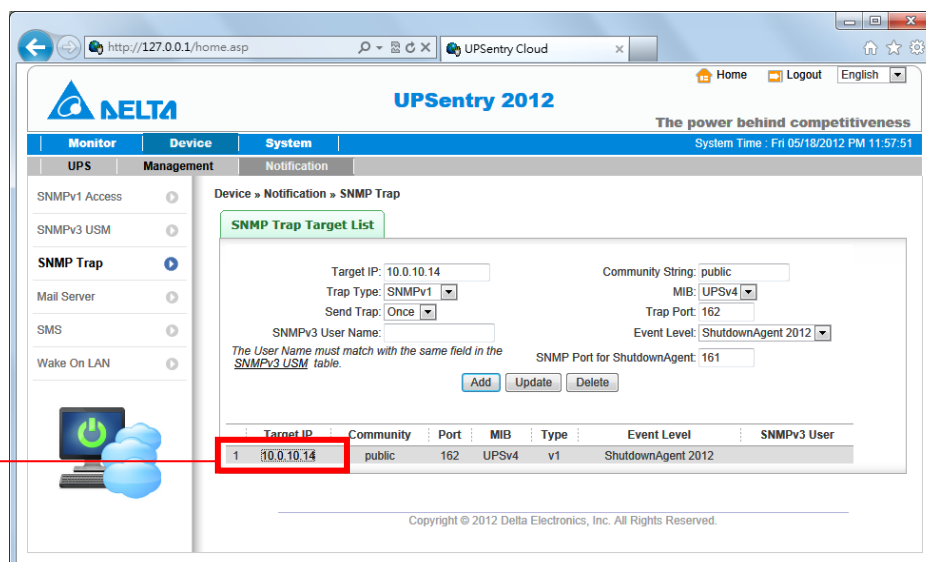 http://127.0.0.1/home.asp
UPSentry Cloud
Home Logout English
DELTA
UPSentry 2012
The power behind competitiveness
Monitor Device System
System Time : Fri 05/18/2012 PM 11:57:51
UPS Management Notification
SNMPv1 Access
SNMPv3 USM
SNMP Trap
Mail Server
SMS
Wake On LAN
Device » Notification » SNMP Trap
SNMP Trap Target List
Target IP: 10.0.10.14 Community String: public
Trap Type: SNMPv1 MIB: UPSv4
Send Trap: Once Trap Port: 162
SNMPv3 User Name: Event Level: ShutdownAgent 2012
The User Name must match with the same field in the
SNMPv3 USM table.
SNMP Port for ShutdownAgent: 161
Add Update Delete
Target IP Community Port MIB Type Event Level SNMPv3 User
1 10.0.10.14 public 162 UPSv4 v1 ShutdownAgent 2012
Copyright © 2012 Delta Electronics, Inc. All Rights Reserved.